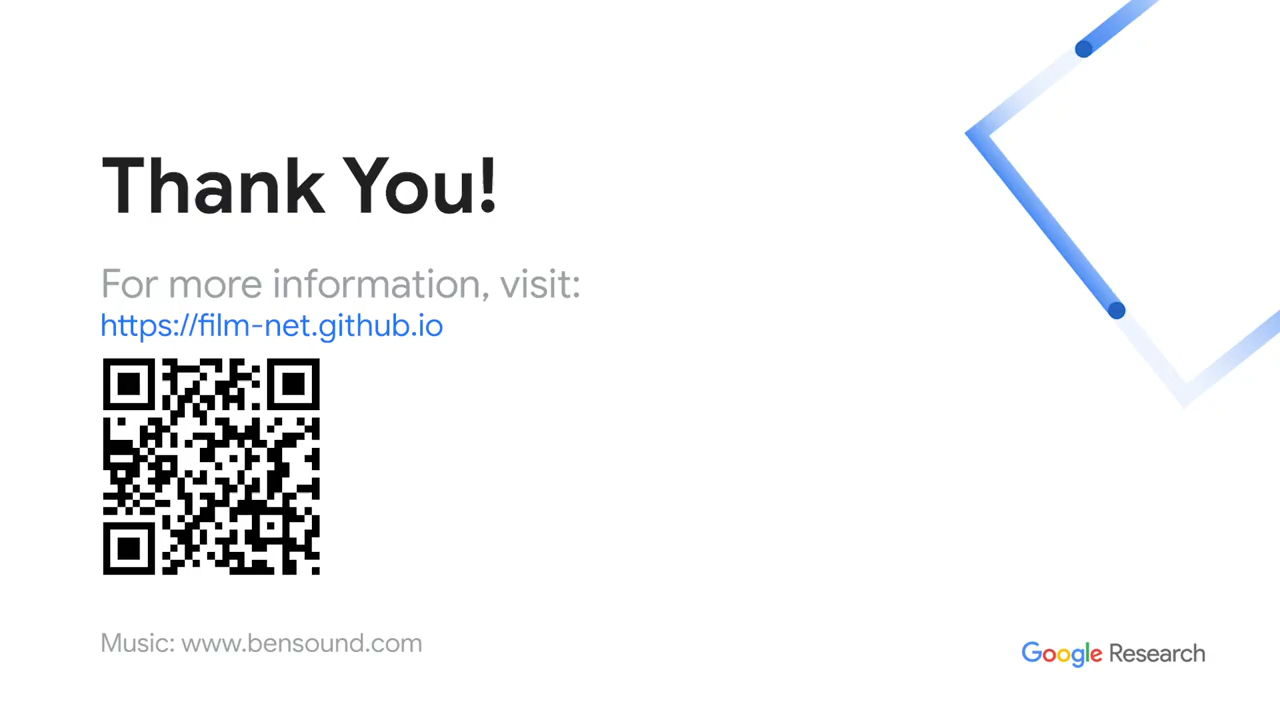 Thank You!
For more information, visit:
https://film-net.github.io
Music: www.bensound.com
Google Research